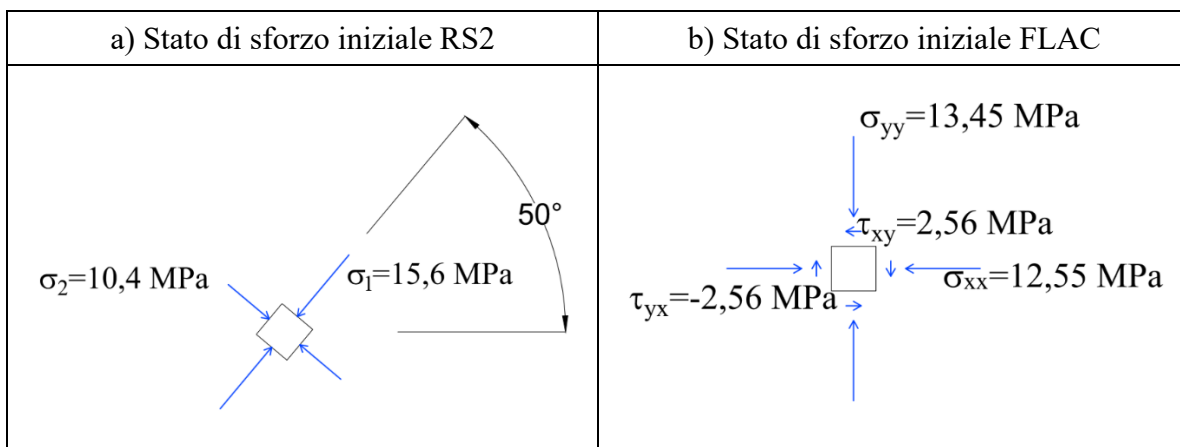 a) Stato di sforzo iniziale RS2
b) Stato di sforzo iniziale FLAC
50°
σ₂=10,4 MPa
σ₁=15,6 MPa
σyy=13,45 MPa
τxy=2,56 MPa
σxx=12,55 MPa
τyx=-2,56 MPa